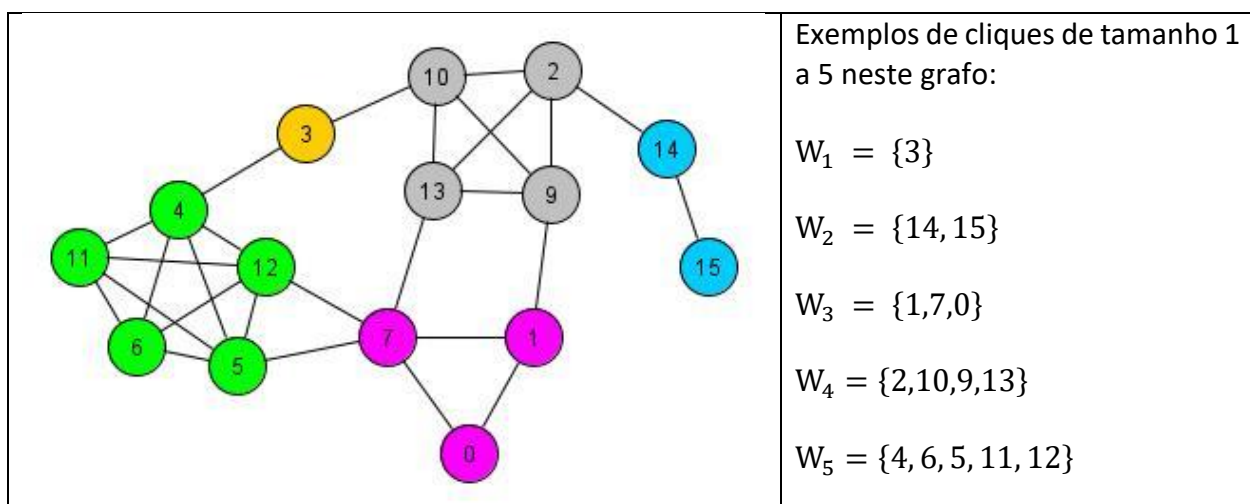 10
2
3
14
13
9
4
11
12
15
7
1
6
5
0
Exemplos de cliques de tamanho 1
a 5 neste grafo:
W₁ = {3}
W₂ = {14, 15}
W₃ = {1,7,0}
W₄ = {2,10,9,13}
W₅ = {4, 6, 5, 11, 12}